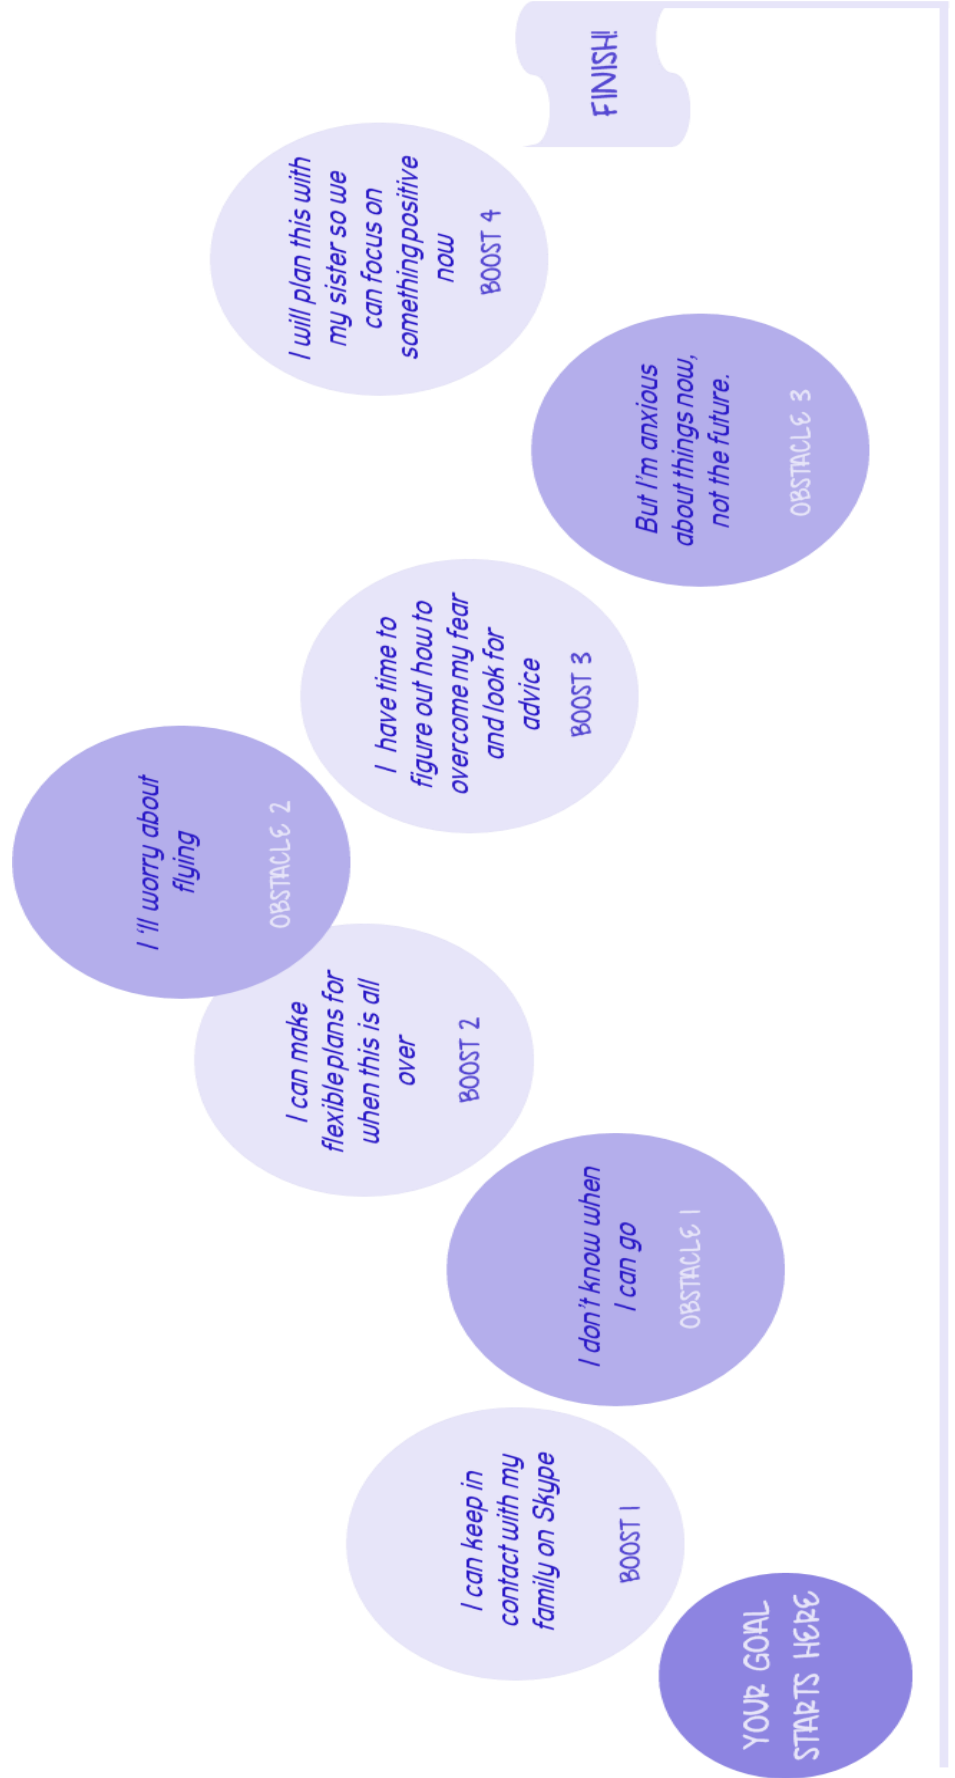 YOUR GOAL
STARTS HERE
I can keep in
contact with my
family on Skype
BOOST 1
I don't know when
I can go
OBSTACLE 1
I can make
flexible plans for
when this is all
over
BOOST 2
I 'll worry about
flying
OBSTACLE 2
I have time to
figure out how to
overcome my fear
and look for
advice
BOOST 3
But I'm anxious
about things now,
not the future.
OBSTACLE 3
I will plan this with
my sister so we
can focus on
something positive
now
BOOST 4
FINISH!